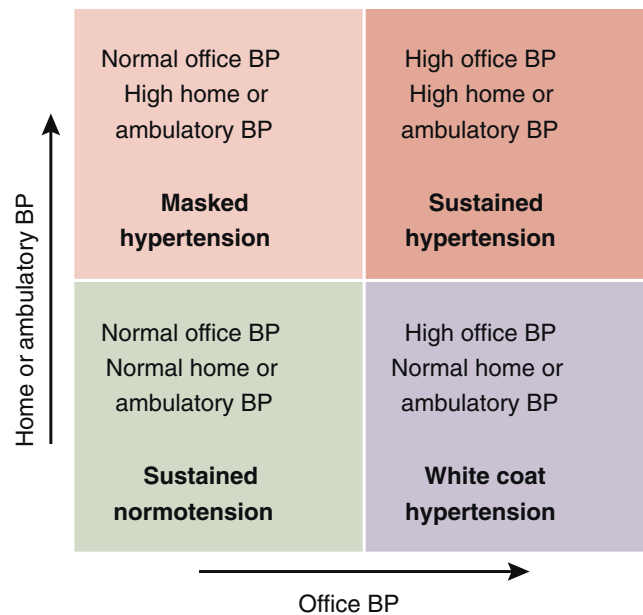 Normal office BP
High home or
ambulatory BP
Masked
hypertension
High office BP
High home or
ambulatory BP
Sustained
hypertension
Normal office BP
Normal home or
ambulatory BP
Sustained
normotension
High office BP
Normal home or
ambulatory BP
White coat
hypertension
Home or ambulatory BP
Office BP